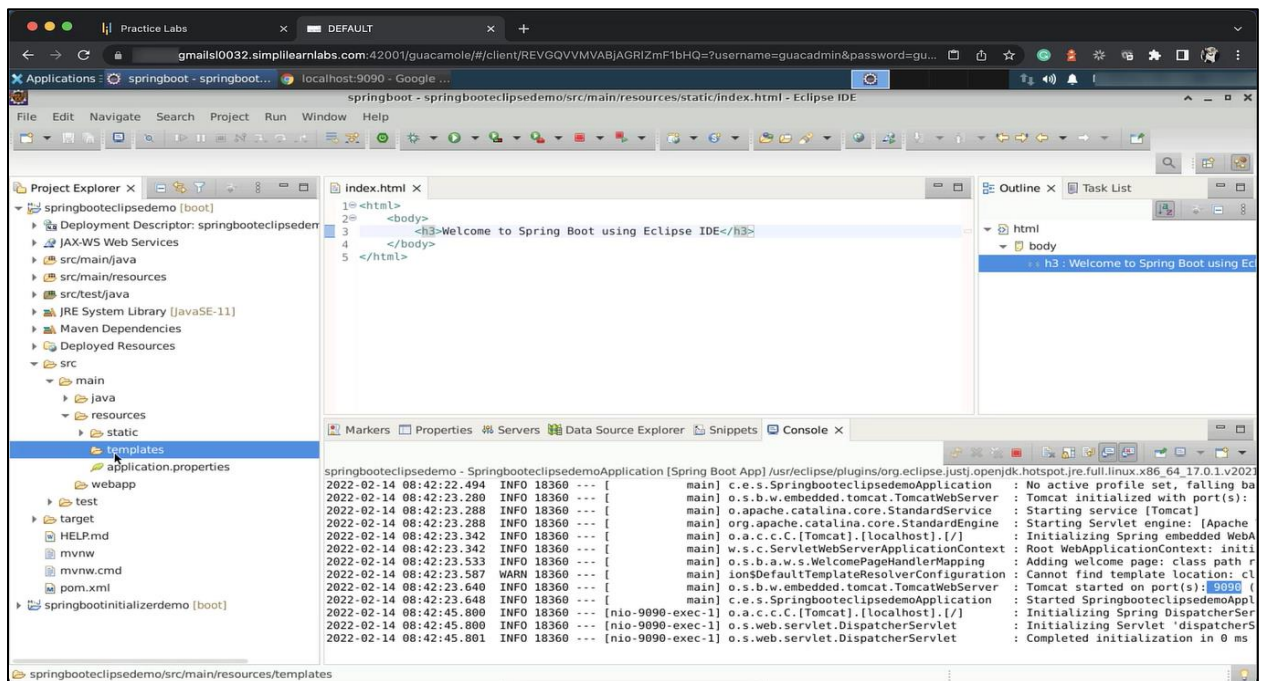 Practice Labs
DEFAULT
gmailsl0032.simplilearnlabs.com:42001/guacamole/#/client/REVGQVVMVABjAGRIZmF1bHQ=?username=guacadmin&password=gu...
Applications springboot - springboot... localhost:9090 - Google ...
springboot - springbooteclipsedemo/src/main/resources/static/index.html - Eclipse IDE
File Edit Navigate Search Project Run Window Help
Project Explorer
springbooteclipsedemo [boot]
Deployment Descriptor: springbooteclipsedem
JAX-WS Web Services
src/main/java
src/main/resources
src/test/java
JRE System Library [JavaSE-11]
Maven Dependencies
Deployed Resources
src
main
java
resources
static
templates
application.properties
webapp
test
target
HELP.md
mvnw
mvnw.cmd
pom.xml
springbootinitializerdemo [boot]
index.html
1 <html>
2 <body>
3 <h3>Welcome to Spring Boot using Eclipse IDE</h3>
4 </body>
5 </html>
Outline Task List
html
body
h3 : Welcome to Spring Boot using Ecl
Markers Properties Servers Data Source Explorer Snippets Console
springbooteclipsedemo - SpringbooteclipsedemoApplication [Spring Boot App] /usr/eclipse/plugins/org.eclipse.justj.openjdk.hotspot.jre.full.linux.x86_64_17.0.1.v2021
2022-02-14 08:42:22.494 INFO 18360 --- [ main] c.e.s.SpringbooteclipsedemoApplication : No active profile set, falling ba
2022-02-14 08:42:23.280 INFO 18360 --- [ main] o.s.b.w.embedded.tomcat.TomcatWebServer : Tomcat initialized with port(s):
2022-02-14 08:42:23.288 INFO 18360 --- [ main] o.apache.catalina.core.StandardService : Starting service [Tomcat]
2022-02-14 08:42:23.288 INFO 18360 --- [ main] org.apache.catalina.core.StandardEngine : Starting Servlet engine: [Apache
2022-02-14 08:42:23.342 INFO 18360 --- [ main] o.a.c.c.C.[Tomcat].[localhost].[/] : Initializing Spring embedded WebA
2022-02-14 08:42:23.342 INFO 18360 --- [ main] w.s.c.ServletWebServerApplicationContext : Root WebApplicationContext: initi
2022-02-14 08:42:23.533 INFO 18360 --- [ main] o.s.b.a.w.s.WelcomePageHandlerMapping : Adding welcome page: class path r
2022-02-14 08:42:23.587 WARN 18360 --- [ main] ion$DefaultTemplateResolverConfiguration : Cannot find template location: cl
2022-02-14 08:42:23.640 INFO 18360 --- [ main] o.s.b.w.embedded.tomcat.TomcatWebServer : Tomcat started on port(s): 9090 (
2022-02-14 08:42:23.648 INFO 18360 --- [ main] c.e.s.SpringbooteclipsedemoApplication : Started SpringbooteclipsedemoAppl
2022-02-14 08:42:45.800 INFO 18360 --- [nio-9090-exec-1] o.a.c.c.C.[Tomcat].[localhost].[/] : Initializing Spring DispatcherSer
2022-02-14 08:42:45.800 INFO 18360 --- [nio-9090-exec-1] o.s.web.servlet.DispatcherServlet : Initializing Servlet 'dispatcherS
2022-02-14 08:42:45.801 INFO 18360 --- [nio-9090-exec-1] o.s.web.servlet.DispatcherServlet : Completed initialization in 0 ms
springbooteclipsedemo/src/main/resources/templates